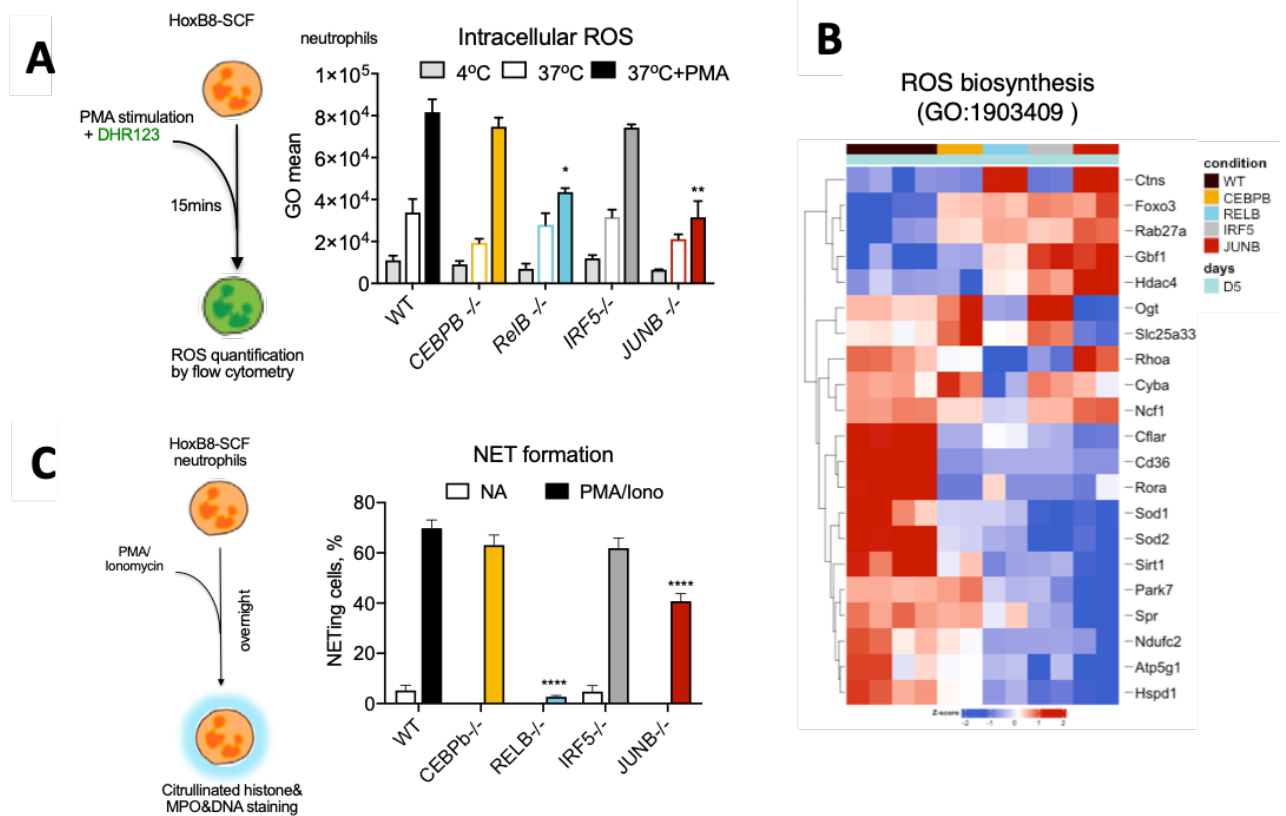 A
HoxB8-SCF
PMA stimulation
+ DHR123
15mins
ROS quantification
by flow cytometry
neutrophils
Intracellular ROS
4ºC 37ºC 37ºC+PMA
GO mean
1×10⁵
8×10⁴
6×10⁴
4×10⁴
2×10⁴
0
*
**
WT
CEBPB -/-
RelB -/-
IRF5-/-
JUNB -/-
B
ROS biosynthesis
(GO:1903409 )
Ctns
Foxo3
Rab27a
Gbf1
Hdac4
Ogt
Slc25a33
Rhoa
Cyba
Ncf1
Cflar
Cd36
Rora
Sod1
Sod2
Sirt1
Park7
Spr
Ndufc2
Atp5g1
Hspd1
condition
WT
CEBPB
RELB
IRF5
JUNB
days
D5
Z-score
-2 -1 0 1 2
C
HoxB8-SCF
neutrophils
PMA/
Ionomycin
overnight
Citrullinated histone&
MPO&DNA staining
NET formation
NA PMA/Iono
NETing cells, %
80
60
40
20
0
****
****
WT
CEBPb-/-
RELB-/-
IRF5-/-
JUNB-/-